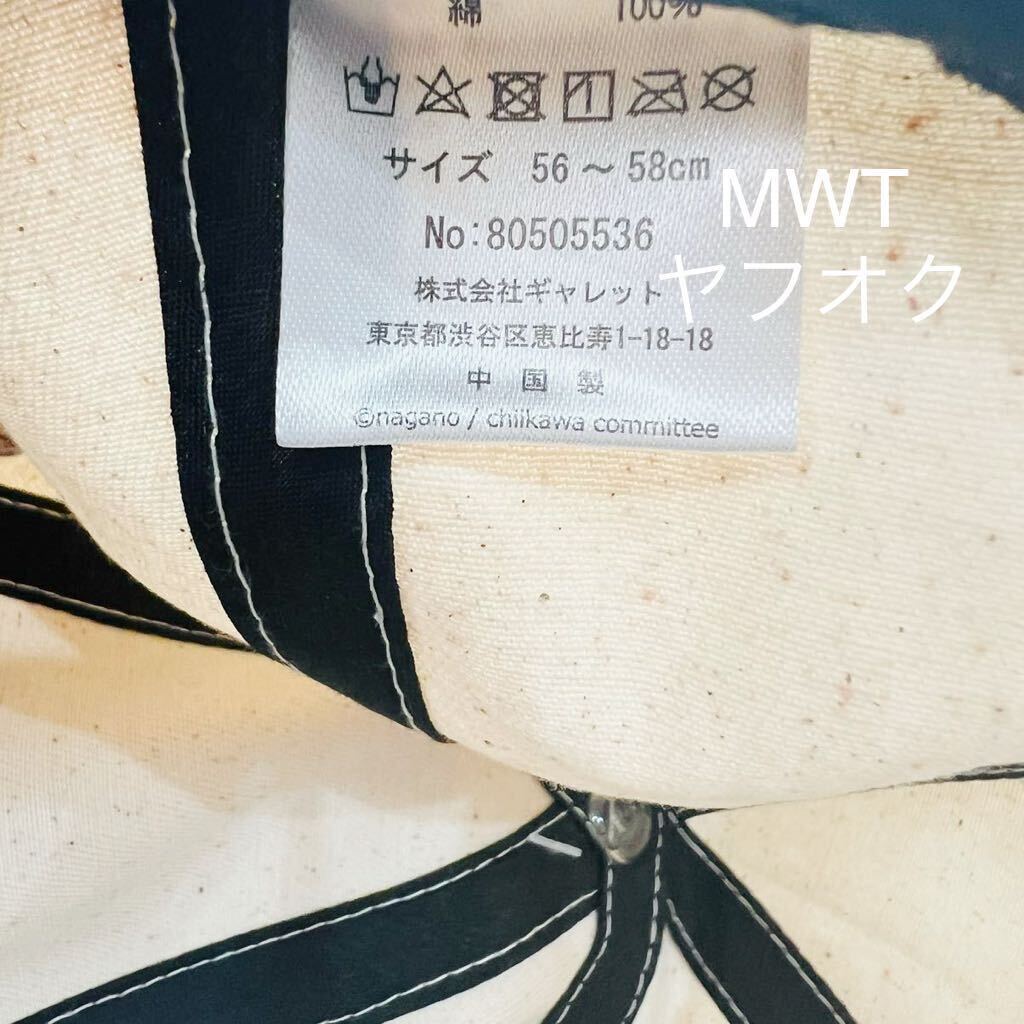 綿 100%
サイズ 56～58cm
No:80505536
株式会社ギャレット
東京都渋谷区恵比寿1-18-18
中国製
©nagano / chiikawa committee
MWT
ヤフオク